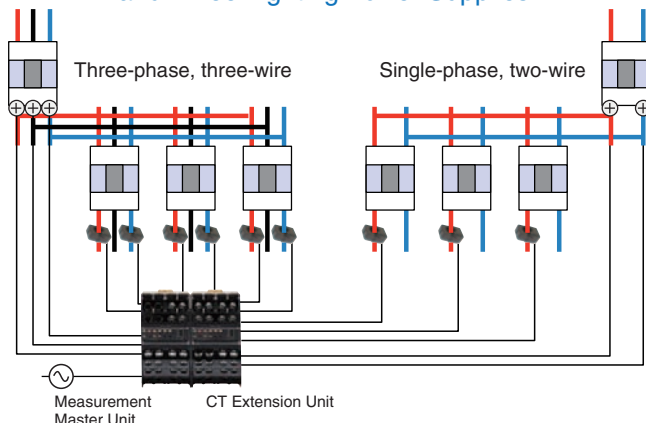 Three-phase, three-wire
Single-phase, two-wire
Measurement
Master Unit
CT Extension Unit